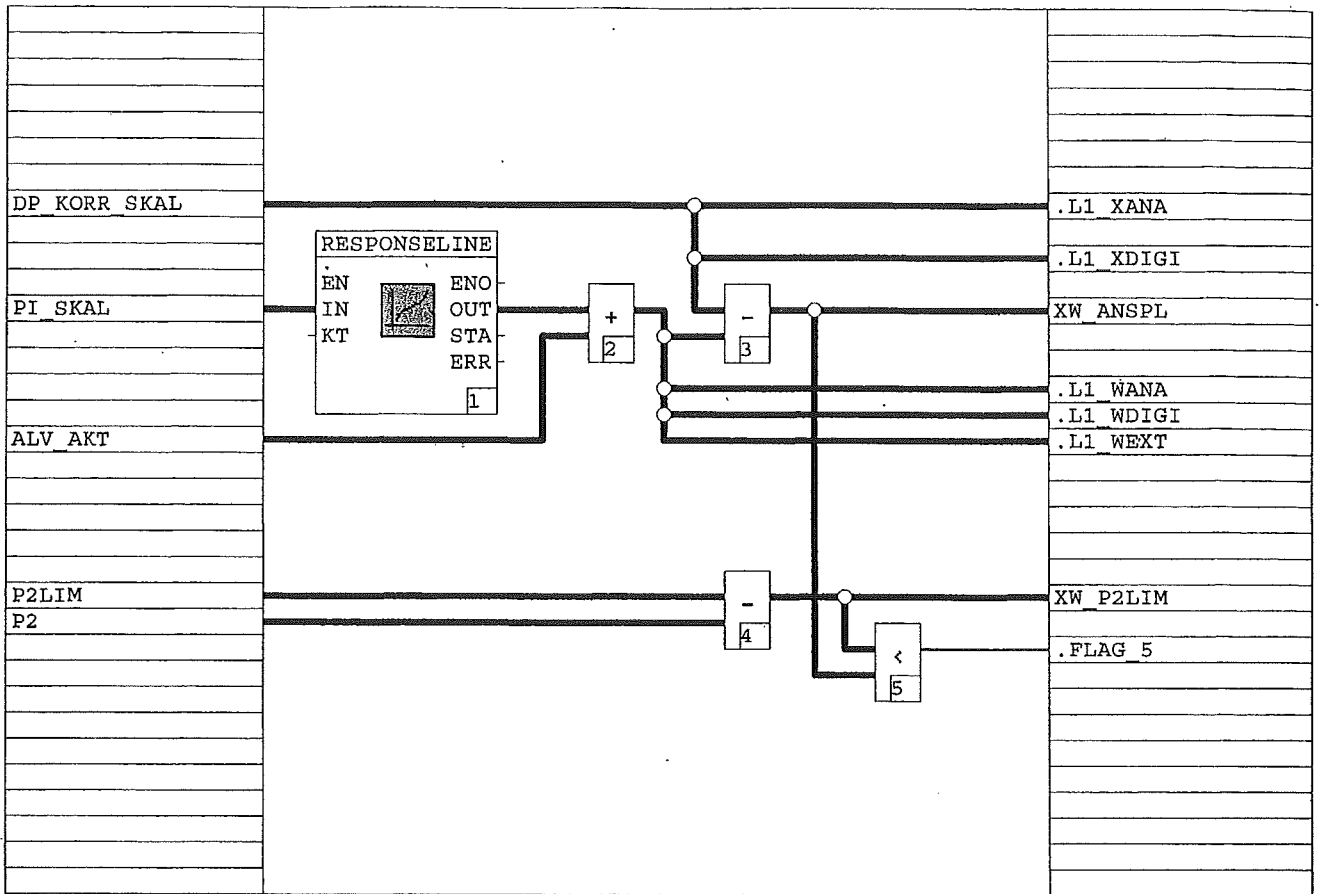 DP_KORR_SKAL
.L1_XANA
RESPONSELINE
.L1_XDIGI
EN ENO
PI_SKAL
IN OUT
+
-
XW_ANSPL
KT STA
2
3
ERR
1
.L1_WANA
.L1_WDIGI
ALV_AKT
.L1_WEXT
P2LIM
-
XW_P2LIM
P2
4
<
.FLAG_5
5